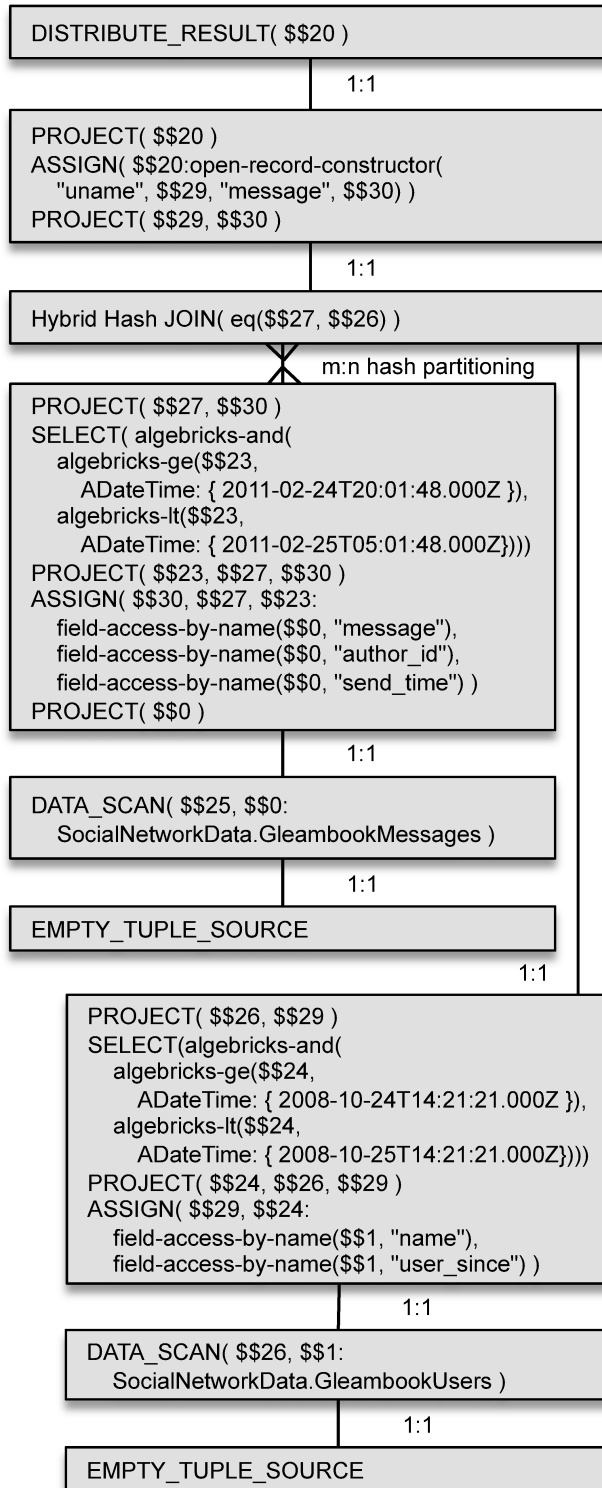 DISTRIBUTE_RESULT( $$20 )
1:1
PROJECT( $$20 )
ASSIGN( $$20:open-record-constructor(
"uname", $$29, "message", $$30) )
PROJECT( $$29, $$30 )
1:1
Hybrid Hash JOIN( eq($$27, $$26) )
m:n hash partitioning
PROJECT( $$27, $$30 )
SELECT( algebricks-and(
algebricks-ge($$23,
ADateTime: { 2011-02-24T20:01:48.000Z }),
algebricks-lt($$23,
ADateTime: { 2011-02-25T05:01:48.000Z})))
PROJECT( $$23, $$27, $$30 )
ASSIGN( $$30, $$27, $$23:
field-access-by-name($$0, "message"),
field-access-by-name($$0, "author_id"),
field-access-by-name($$0, "send_time") )
PROJECT( $$0 )
1:1
DATA_SCAN( $$25, $$0:
SocialNetworkData.GleambookMessages )
1:1
EMPTY_TUPLE_SOURCE
1:1
PROJECT( $$26, $$29 )
SELECT(algebricks-and(
algebricks-ge($$24,
ADateTime: { 2008-10-24T14:21:21.000Z }),
algebricks-lt($$24,
ADateTime: { 2008-10-25T14:21:21.000Z})))
PROJECT( $$24, $$26, $$29 )
ASSIGN( $$29, $$24:
field-access-by-name($$1, "name"),
field-access-by-name($$1, "user_since") )
1:1
DATA_SCAN( $$26, $$1:
SocialNetworkData.GleambookUsers )
1:1
EMPTY_TUPLE_SOURCE